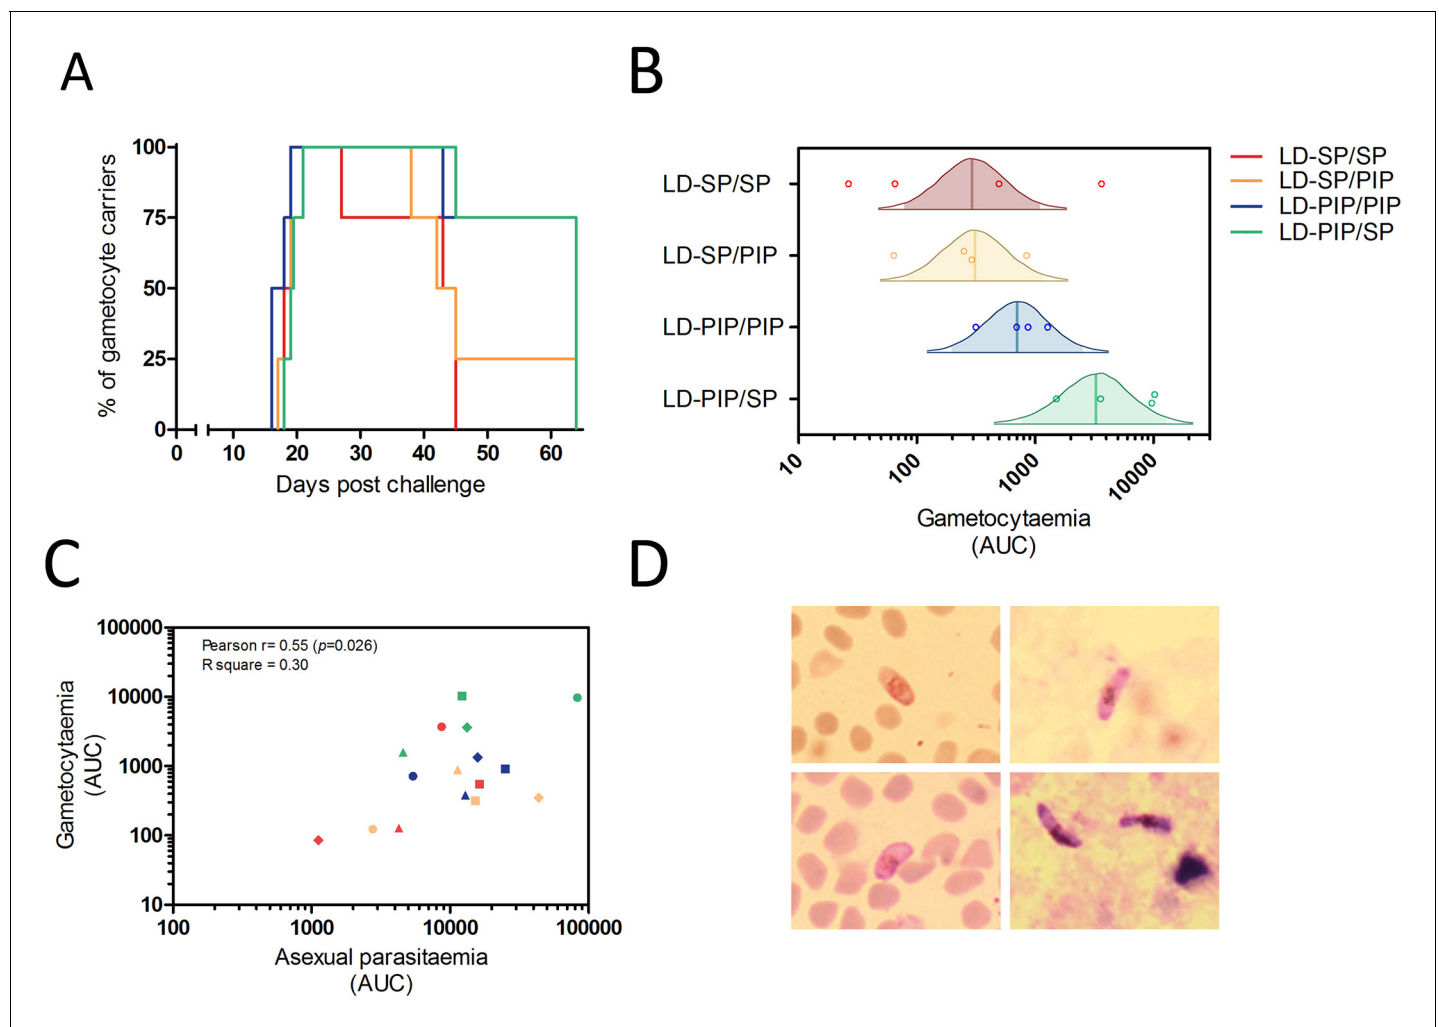 A
% of gametocyte carriers
100
75
50
25
0
0 10 20 30 40 50 60
Days post challenge
B
LD-SP/SP
LD-SP/PIP
LD-PIP/PIP
LD-PIP/SP
10 100 1000 10000
Gametocytaemia
(AUC)
LD-SP/SP
LD-SP/PIP
LD-PIP/PIP
LD-PIP/SP
C
Gametocytaemia
(AUC)
100000
10000
1000
100
10
Pearson r= 0.55 (p=0.026)
R square = 0.30
100 1000 10000 100000
Asexual parasitaemia
(AUC)
D